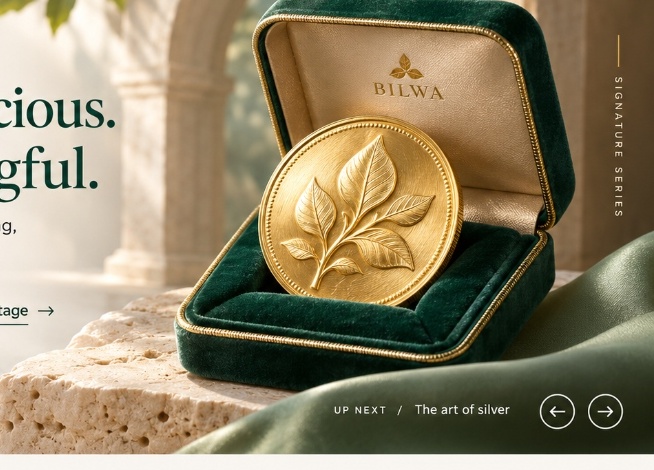 cious.
gful.
g,
tage →
BILWA
SIGNATURE SERIES
UP NEXT / The art of silver
← →